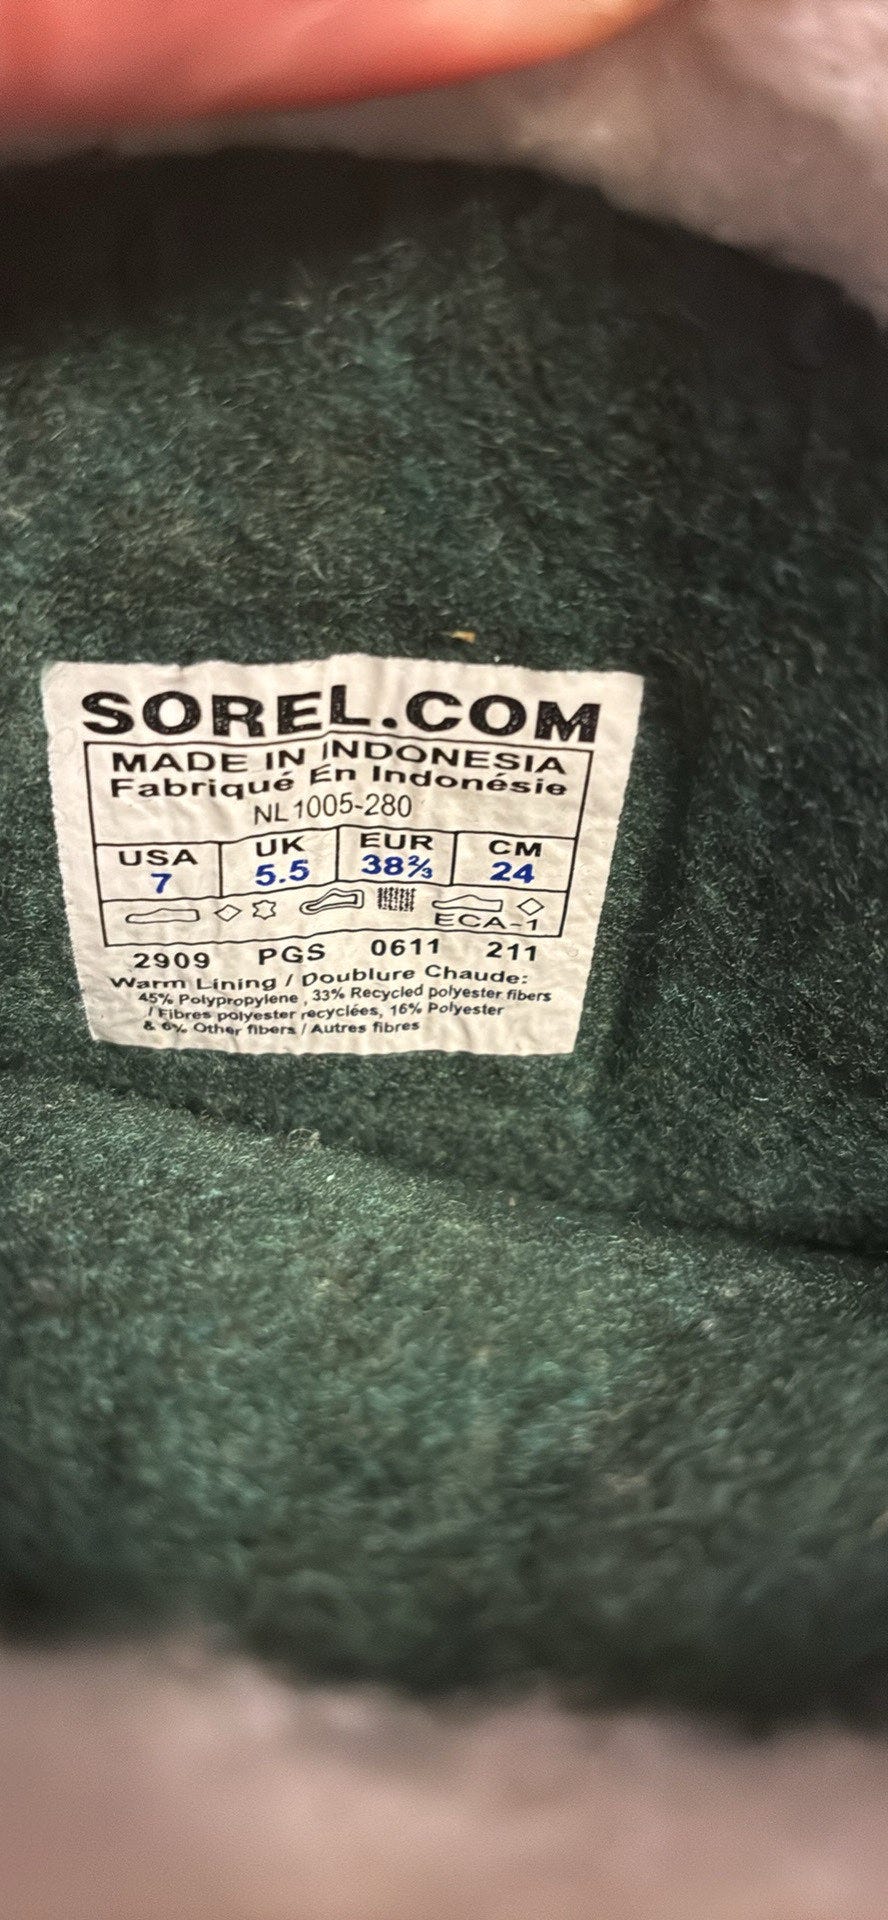 SOREL.COM
MADE IN INDONESIA
Fabriqué En Indonésie
NL1005-280
USA UK EUR CM
7 5.5 38⅔ 24
ECA-1
2909 PGS 0611 211
Warm Lining / Doublure Chaude:
45% Polypropylene , 33% Recycled polyester fibers
/ Fibres polyester recyclées, 16% Polyester
& 6% Other fibers / Autres fibres